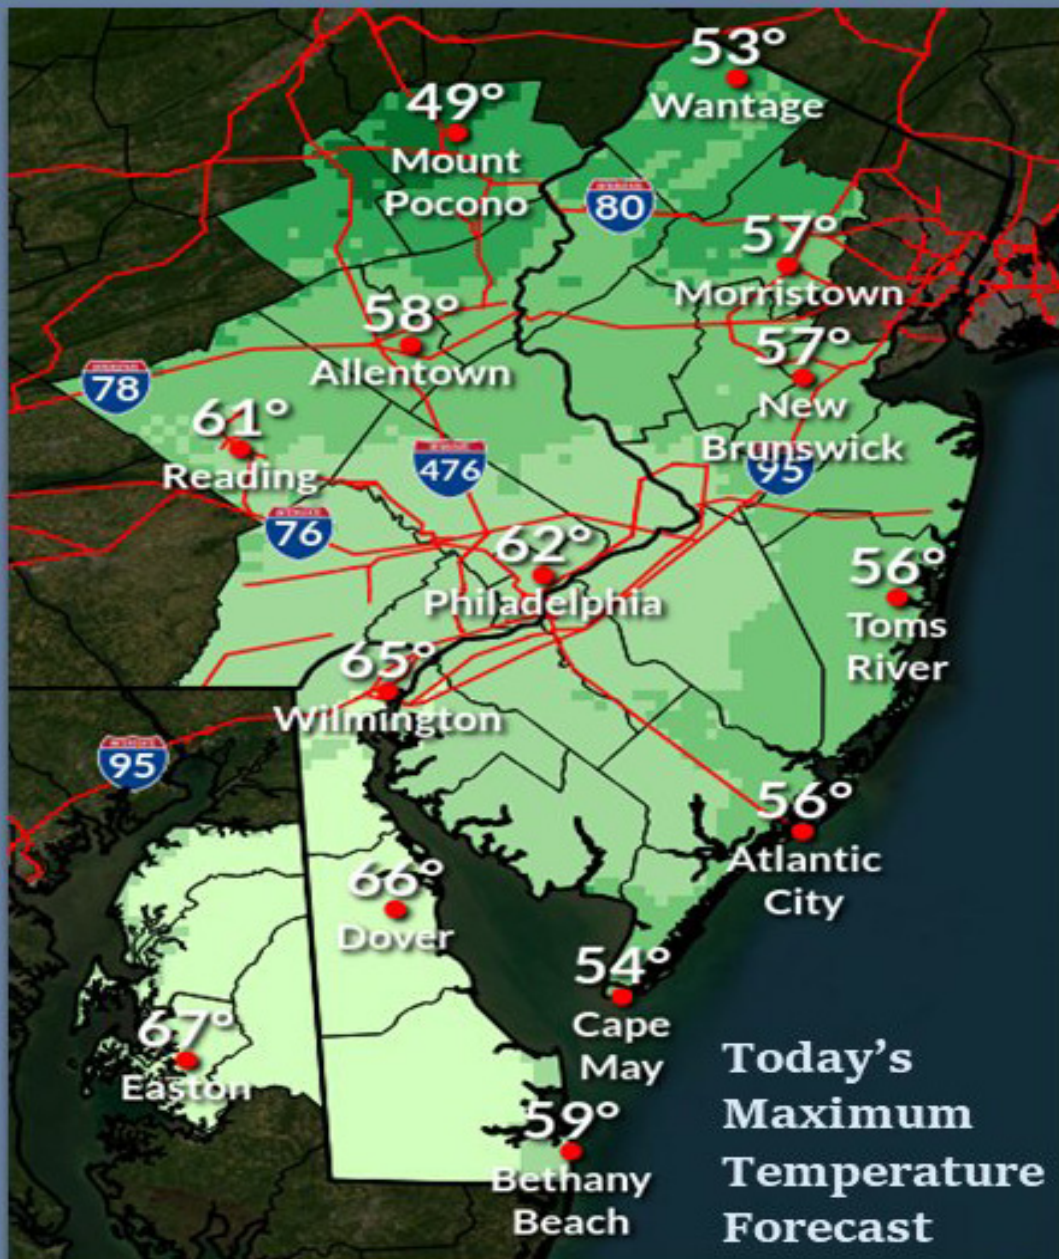 53°
Wantage
49°
Mount
Pocono
80
57°
Morristown
58°
Allentown
57°
New
Brunswick
78
61°
Reading
476
95
76
62°
Philadelphia
56°
Toms
River
65°
Wilmington
95
56°
Atlantic
City
66°
Dover
54°
Cape
May
67°
Easton
59°
Bethany
Beach
Today’s
Maximum
Temperature
Forecast